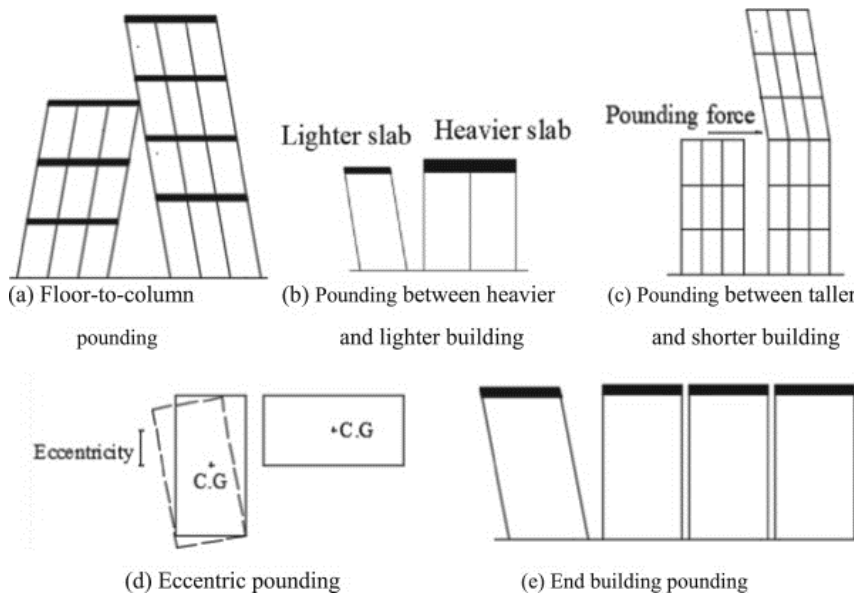 Lighter slab
Heavier slab
Pounding force
(a) Floor-to-column
pounding
(b) Pounding between heavier
and lighter building
(c) Pounding between taller
and shorter building
Eccentricity
C.G
C.G
(d) Eccentric pounding
(e) End building pounding